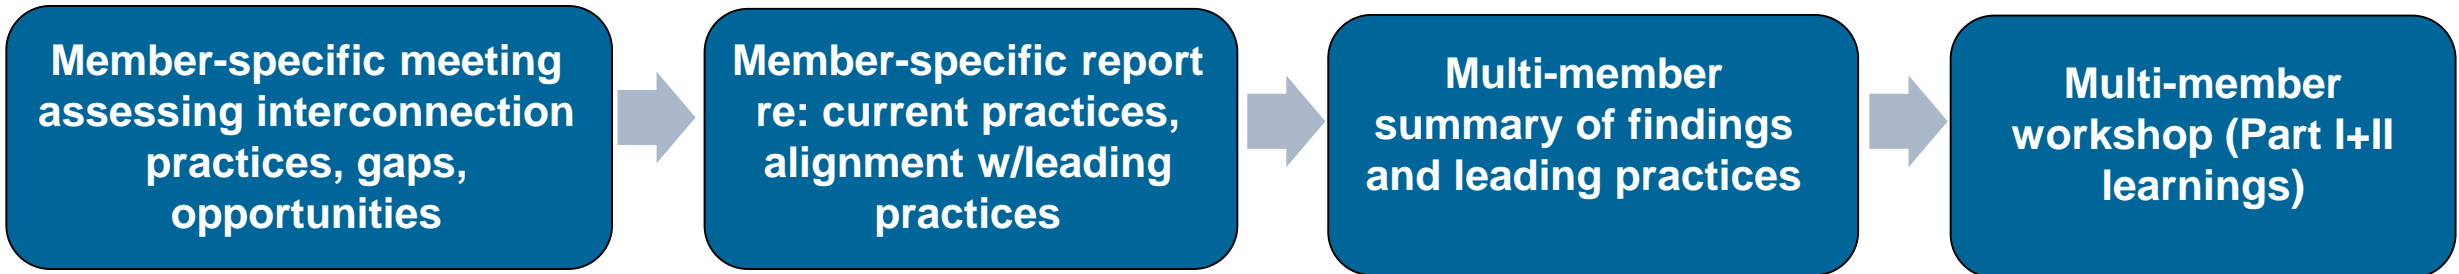 Member-specific meeting
assessing interconnection
practices, gaps,
opportunities
Member-specific report
re: current practices,
alignment w/leading
practices
Multi-member
summary of findings
and leading practices
Multi-member
workshop (Part I+II
learnings)